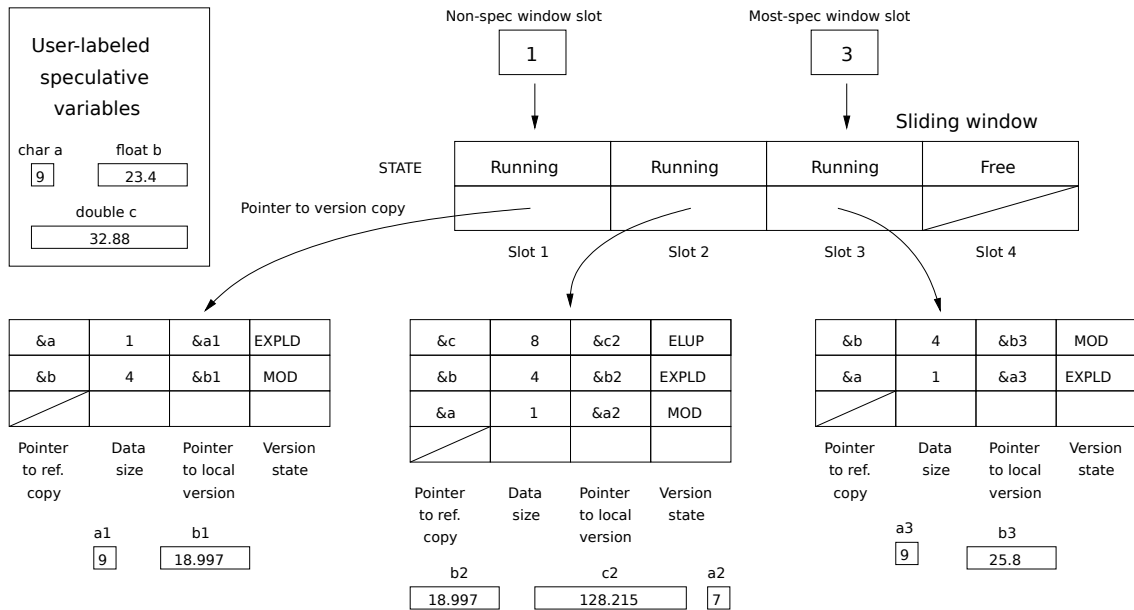 Non-spec window slot
Most-spec window slot
1
3
User-labeled
speculative
variables
char a
float b
9
23.4
double c
32.88
Sliding window
STATE
Running
Running
Running
Free
Pointer to version copy
Slot 1
Slot 2
Slot 3
Slot 4
&a 1 &a1 EXPLD
&b 4 &b1 MOD
Pointer to ref. copy
Data size
Pointer to local version
Version state
a1
b1
9
18.997
&c 8 &c2 ELUP
&b 4 &b2 EXPLD
&a 1 &a2 MOD
Pointer to ref. copy
Data size
Pointer to local version
Version state
b2
c2
a2
18.997
128.215
7
&b 4 &b3 MOD
&a 1 &a3 EXPLD
Pointer to ref. copy
Data size
Pointer to local version
Version state
a3
b3
9
25.8